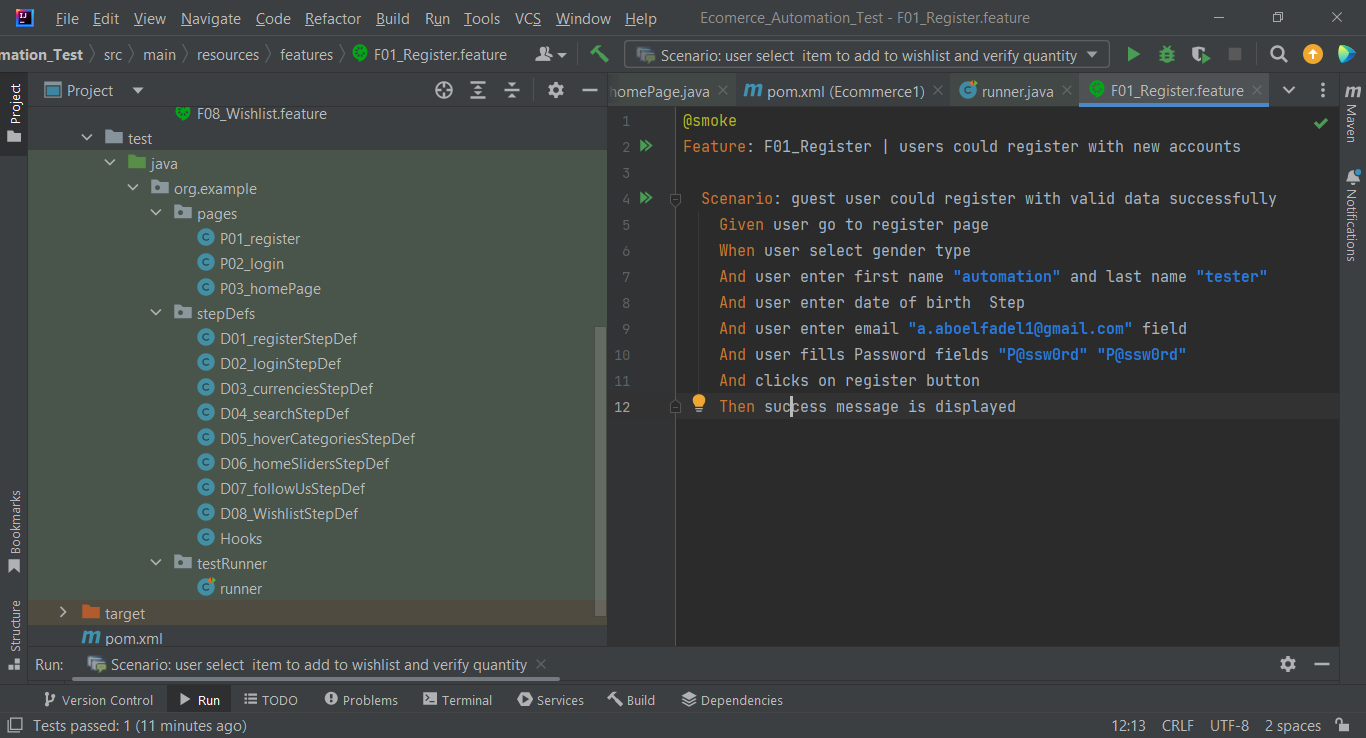 File Edit View Navigate Code Refactor Build Run Tools VCS Window Help Ecomerce_Automation_Test - F01_Register.feature
mation_Test src main resources features F01_Register.feature Scenario: user select item to add to wishlist and verify quantity
Project
Project
homePage.java pom.xml (Ecommerce1) runner.java F01_Register.feature
F08_Wishlist.feature
test
java
org.example
pages
P01_register
P02_login
P03_homePage
stepDefs
D01_registerStepDef
D02_loginStepDef
D03_currenciesStepDef
D04_searchStepDef
D05_hoverCategoriesStepDef
D06_homeSlidersStepDef
D07_followUsStepDef
D08_WishlistStepDef
Hooks
testRunner
runner
target
pom.xml
1 @smoke
2 Feature: F01_Register | users could register with new accounts
3
4 Scenario: guest user could register with valid data successfully
5 Given user go to register page
6 When user select gender type
7 And user enter first name "automation" and last name "tester"
8 And user enter date of birth  Step
9 And user enter email "a.aboelfadel1@gmail.com" field
10 And user fills Password fields "P@ssw0rd" "P@ssw0rd"
11 And clicks on register button
12 Then success message is displayed
Maven
Notifications
Bookmarks
Structure
Run: Scenario: user select item to add to wishlist and verify quantity
Version Control Run TODO Problems Terminal Services Build Dependencies
Tests passed: 1 (11 minutes ago) 12:13 CRLF UTF-8 2 spaces